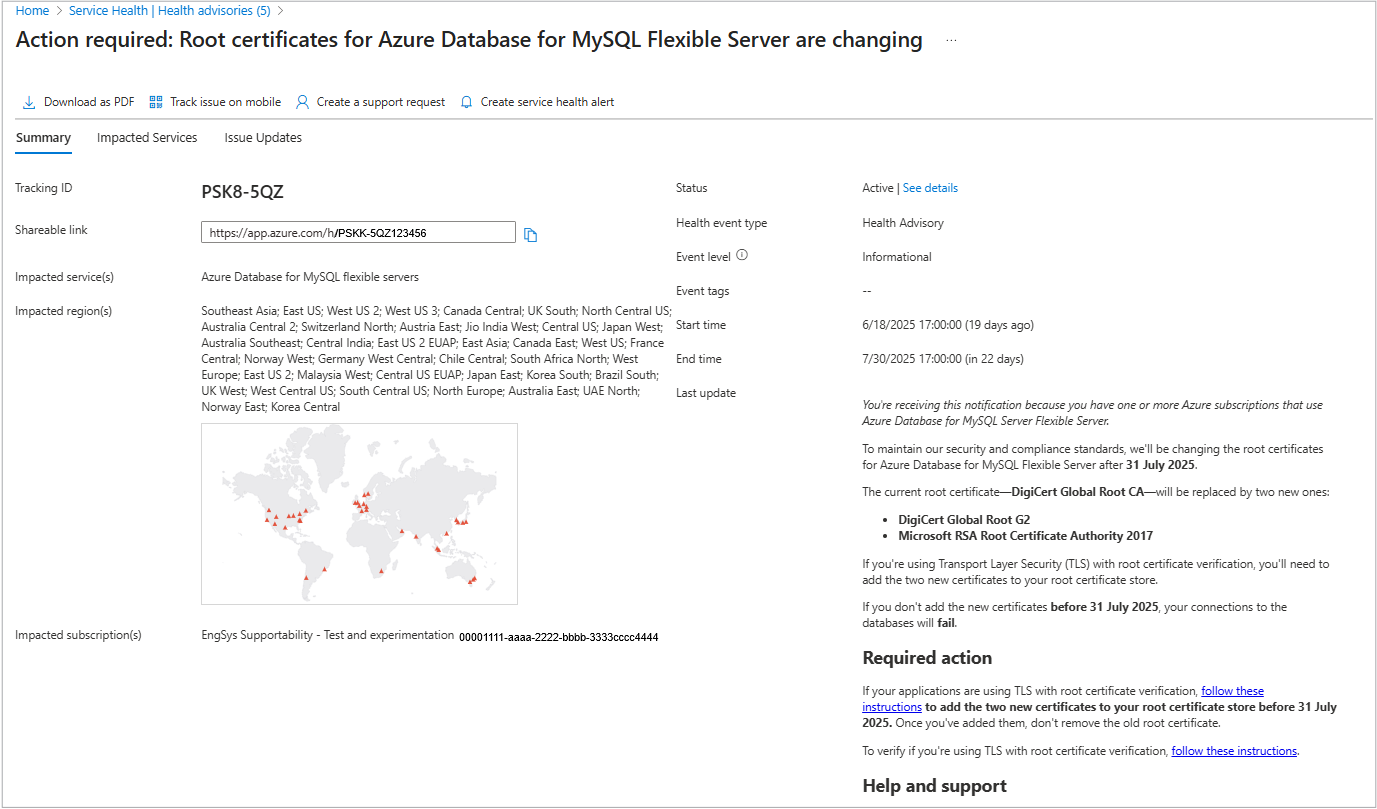 Home > Service Health | Health advisories (5) >
Action required: Root certificates for Azure Database for MySQL Flexible Server are changing ...
Download as PDF Track issue on mobile Create a support request Create service health alert
Summary Impacted Services Issue Updates
Tracking ID PSK8-5QZ
Shareable link https://app.azure.com/h/PSKK-5QZ123456
Impacted service(s) Azure Database for MySQL flexible servers
Impacted region(s) Southeast Asia; East US; West US 2; West US 3; Canada Central; UK South; North Central US;
Australia Central 2; Switzerland North; Austria East; Jio India West; Central US; Japan West;
Australia Southeast; Central India; East US 2 EUAP; East Asia; Canada East; West US; France
Central; Norway West; Germany West Central; Chile Central; South Africa North; West
Europe; East US 2; Malaysia West; Central US EUAP; Japan East; Korea South; Brazil South;
UK West; West Central US; South Central US; North Europe; Australia East; UAE North;
Norway East; Korea Central
Impacted subscription(s) EngSys Supportability - Test and experimentation 00001111-aaaa-2222-bbbb-3333cccc4444
Status Active | See details
Health event type Health Advisory
Event level Informational
Event tags --
Start time 6/18/2025 17:00:00 (19 days ago)
End time 7/30/2025 17:00:00 (in 22 days)
Last update
You're receiving this notification because you have one or more Azure subscriptions that use
Azure Database for MySQL Server Flexible Server.
To maintain our security and compliance standards, we'll be changing the root certificates
for Azure Database for MySQL Flexible Server after 31 July 2025.
The current root certificate—DigiCert Global Root CA—will be replaced by two new ones:
• DigiCert Global Root G2
• Microsoft RSA Root Certificate Authority 2017
If you're using Transport Layer Security (TLS) with root certificate verification, you'll need to
add the two new certificates to your root certificate store.
If you don't add the new certificates before 31 July 2025, your connections to the
databases will fail.
Required action
If your applications are using TLS with root certificate verification, follow these
instructions to add the two new certificates to your root certificate store before 31 July
2025. Once you've added them, don't remove the old root certificate.
To verify if you're using TLS with root certificate verification, follow these instructions.
Help and support